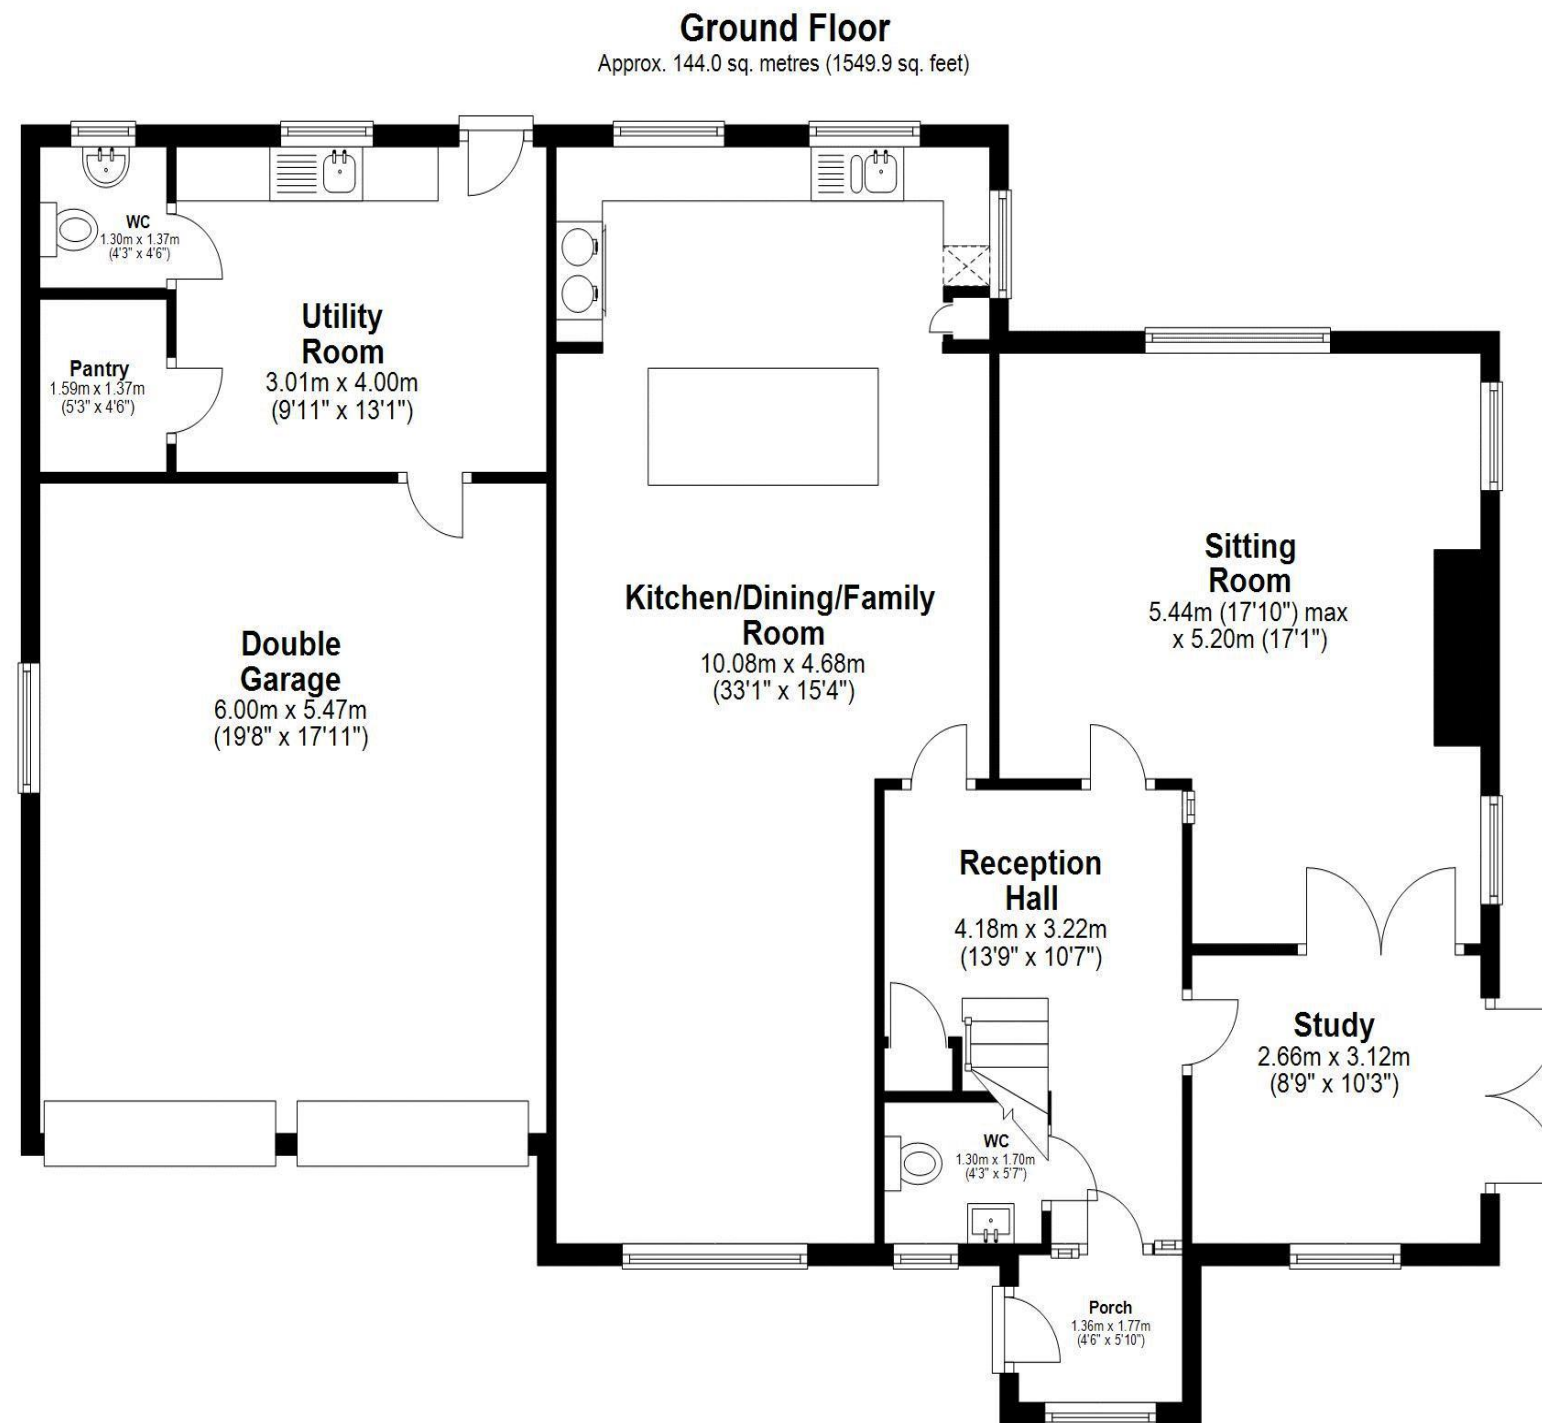 Ground Floor
Approx. 144.0 sq. metres (1549.9 sq. feet)
WC
1.30m x 1.37m
(4'3" x 4'6")
Utility
Room
3.01m x 4.00m
(9'11" x 13'1")
Pantry
1.59m x 1.37m
(5'3" x 4'6")
Double
Garage
6.00m x 5.47m
(19'8" x 17'11")
Kitchen/Dining/Family
Room
10.08m x 4.68m
(33'1" x 15'4")
Sitting
Room
5.44m (17'10") max
x 5.20m (17'1")
Reception
Hall
4.18m x 3.22m
(13'9" x 10'7")
Study
2.66m x 3.12m
(8'9" x 10'3")
WC
1.30m x 1.70m
(4'3" x 5'7")
Porch
1.36m x 1.77m
(4'6" x 5'10")